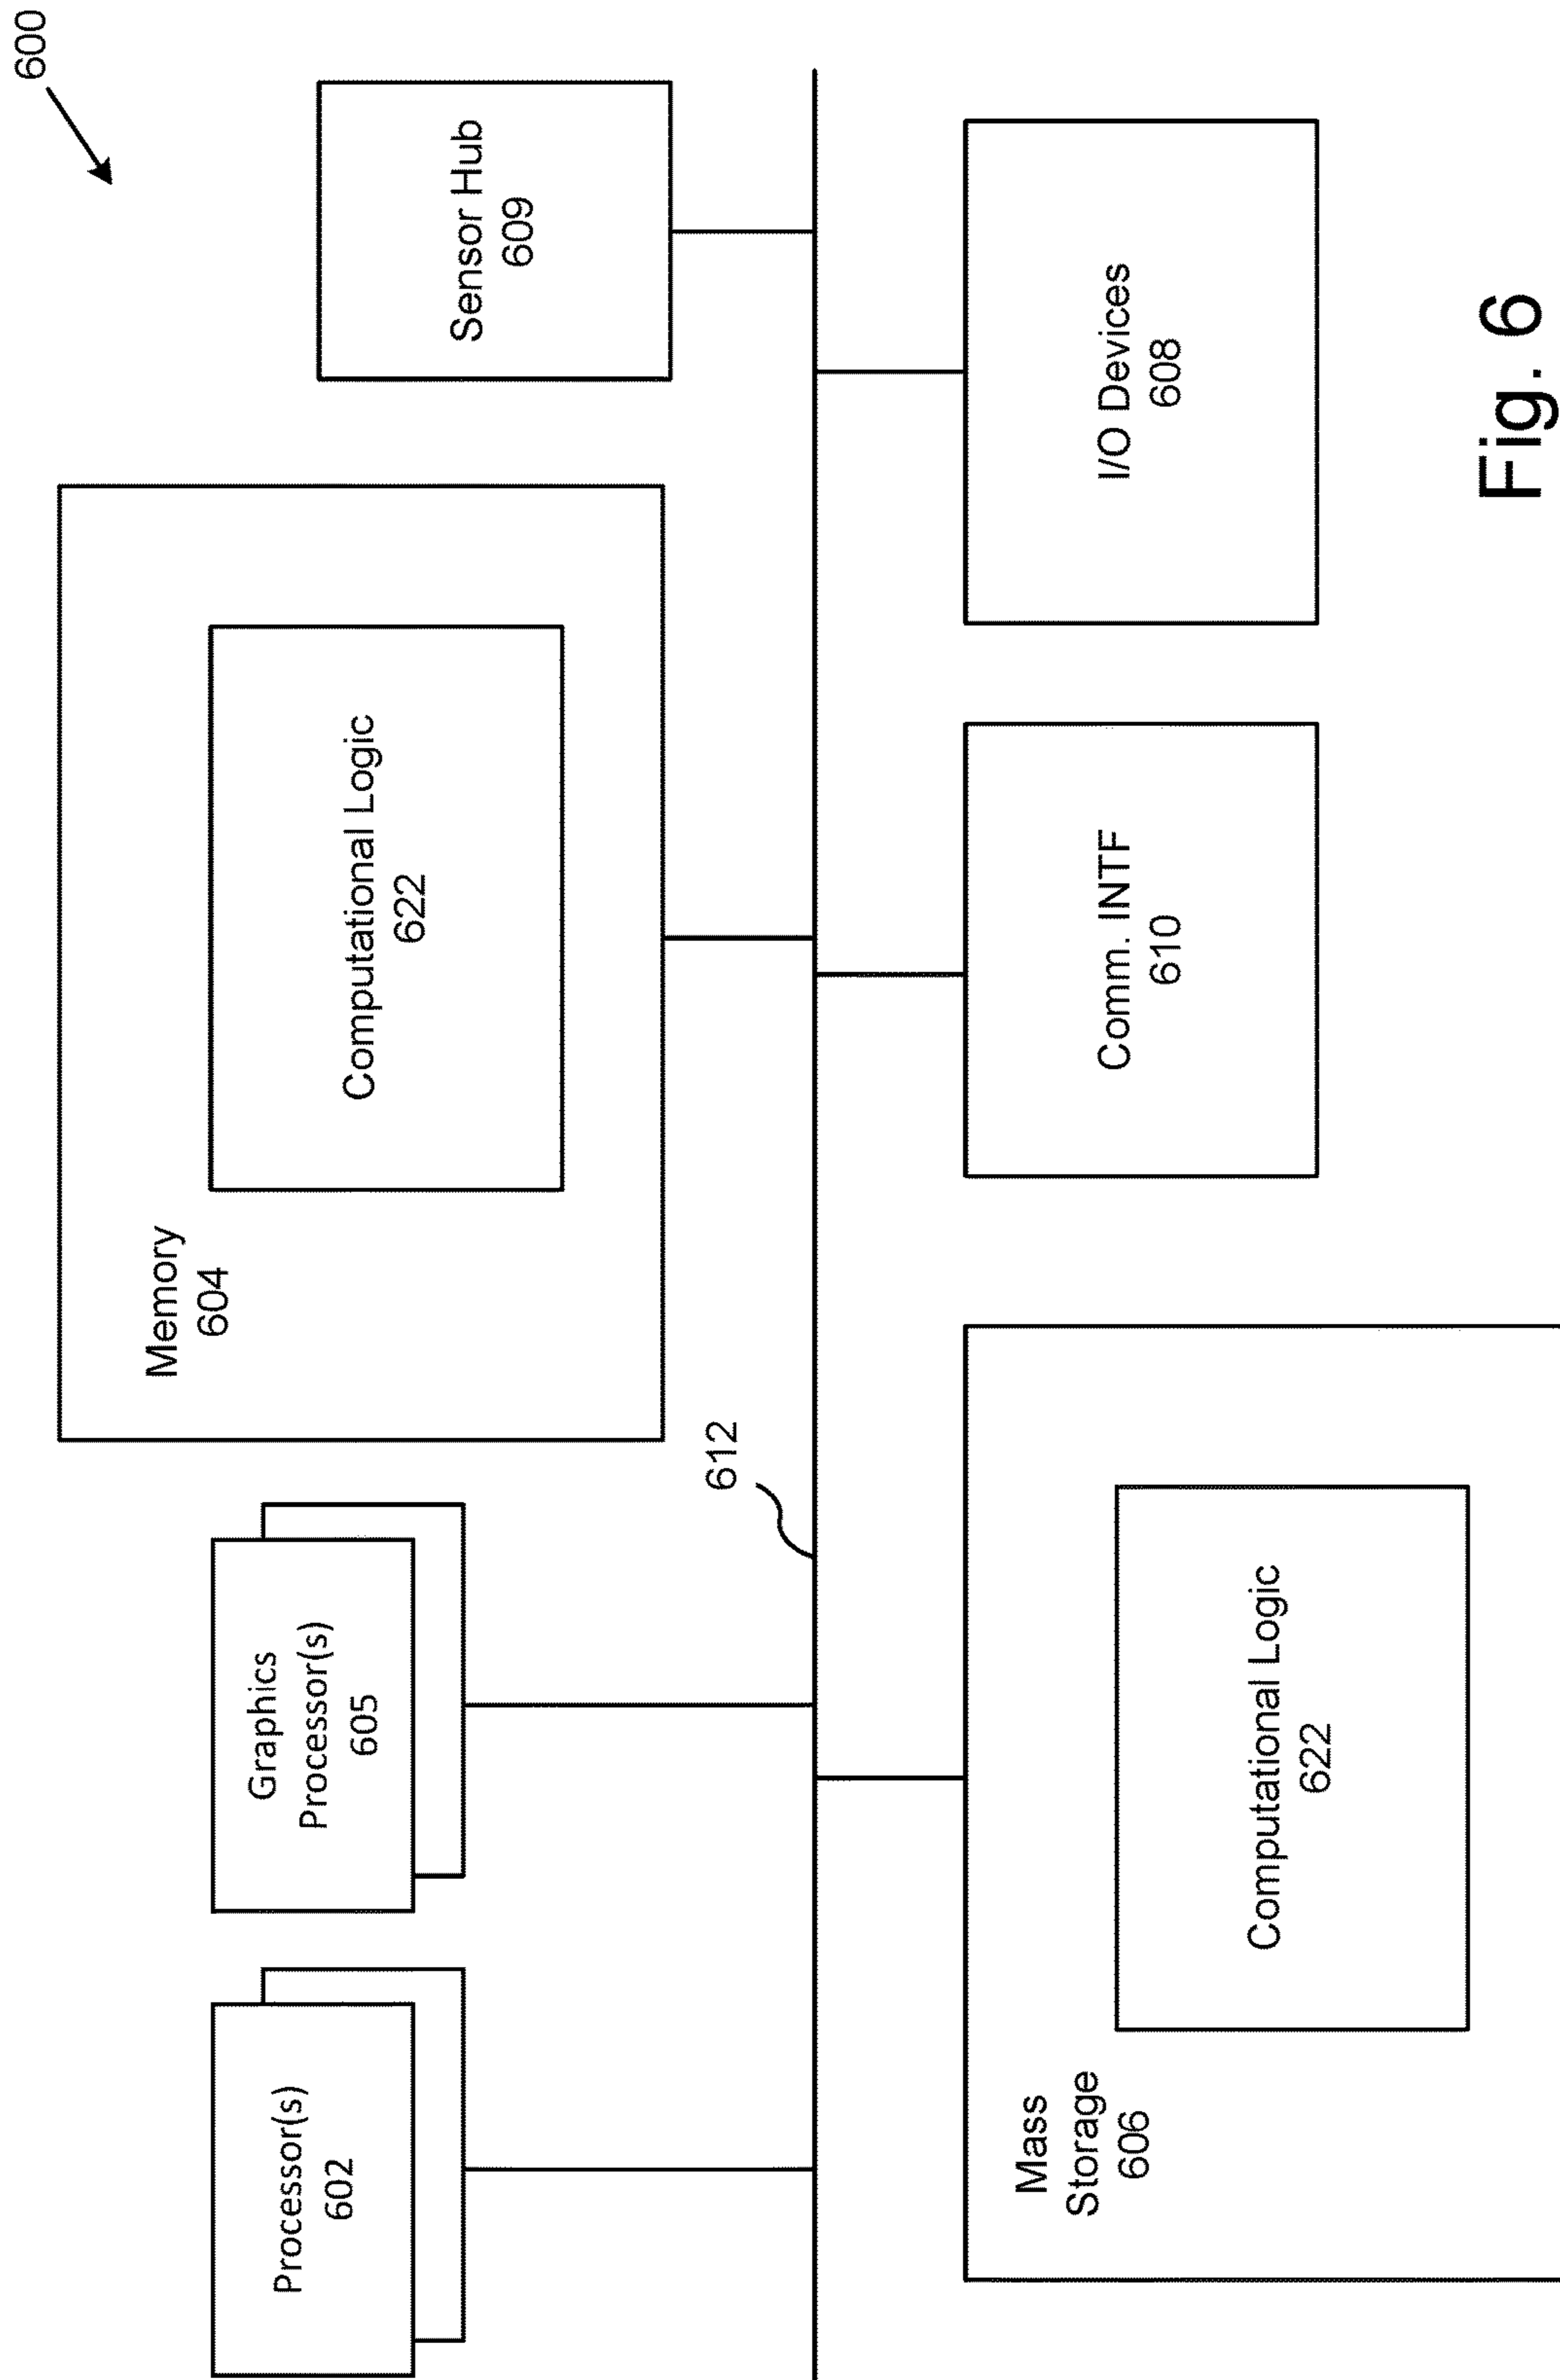 600
Processor(s)
602
Graphics
Processor(s)
605
Memory
604
Computational Logic
622
Sensor Hub
609
612
Mass
Storage
606
Computational Logic
622
Comm. INTF
610
I/O Devices
608
Fig. 6